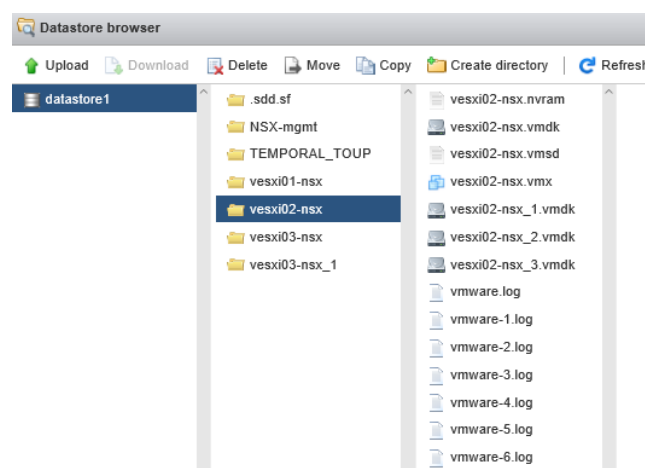 Datastore browser
Upload Download Delete Move Copy Create directory Refresh
datastore1
.sdd.sf
NSX-mgmt
TEMPORAL_TOUP
vesxi01-nsx
vesxi02-nsx
vesxi03-nsx
vesxi03-nsx_1
vesxi02-nsx.nvram
vesxi02-nsx.vmdk
vesxi02-nsx.vmsd
vesxi02-nsx.vmx
vesxi02-nsx_1.vmdk
vesxi02-nsx_2.vmdk
vesxi02-nsx_3.vmdk
vmware.log
vmware-1.log
vmware-2.log
vmware-3.log
vmware-4.log
vmware-5.log
vmware-6.log